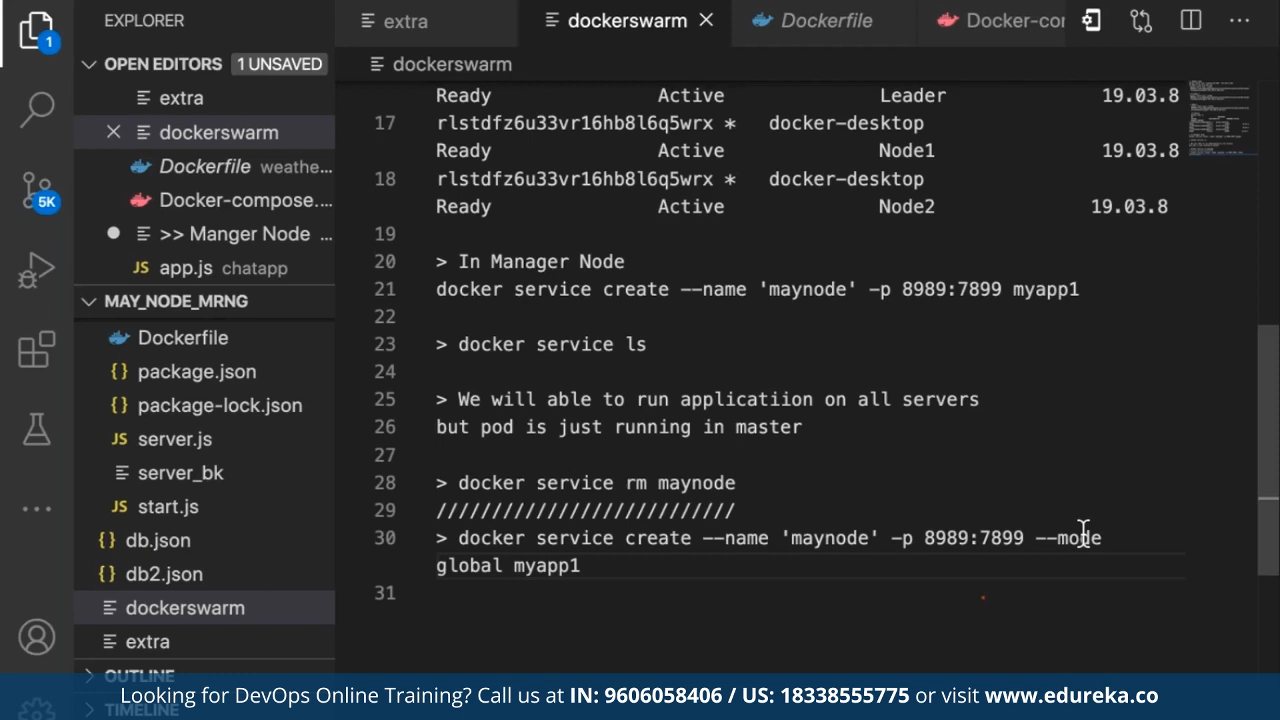 EXPLORER
extra
dockerswarm
Dockerfile
Docker-cor
1
OPEN EDITORS
1 UNSAVED
extra
dockerswarm
Dockerfile weathe...
Docker-compose....
>> Manger Node ...
JS app.js chatapp
5K
MAY_NODE_MRNG
Dockerfile
{} package.json
{} package-lock.json
JS server.js
server_bk
JS start.js
{} db.json
{} db2.json
dockerswarm
extra
OUTLINE
TIMELINE
dockerswarm
Ready Active Leader 19.03.8
17 rlstdfz6u33vr16hb8l6q5wrx * docker-desktop
Ready Active Node1 19.03.8
18 rlstdfz6u33vr16hb8l6q5wrx * docker-desktop
Ready Active Node2 19.03.8
19
20 > In Manager Node
21 docker service create --name 'maynode' -p 8989:7899 myapp1
22
23 > docker service ls
24
25 > We will able to run applicatiion on all servers
26 but pod is just running in master
27
28 > docker service rm maynode
29 ///////////////////////////
30 > docker service create --name 'maynode' -p 8989:7899 --mode
global myapp1
31
Looking for DevOps Online Training? Call us at IN: 9606058406 / US: 18338555775 or visit www.edureka.co